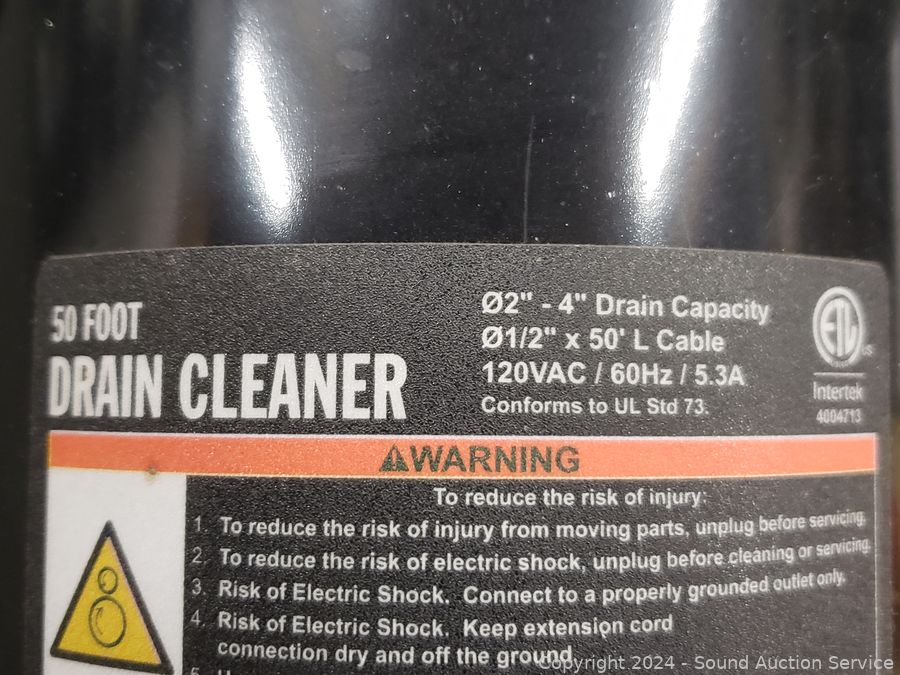 50 FOOT
DRAIN CLEANER
Ø2" - 4" Drain Capacity
Ø1/2" x 50' L Cable
120VAC / 60Hz / 5.3A
Conforms to UL Std 73.
ETL
us
Intertek
4004713
WARNING
To reduce the risk of injury:
1. To reduce the risk of injury from moving parts, unplug before servicing.
2. To reduce the risk of electric shock, unplug before cleaning or servicing.
3. Risk of Electric Shock. Connect to a properly grounded outlet only.
4. Risk of Electric Shock. Keep extension cord
connection dry and off the ground
5.
Copyright 2024 - Sound Auction Service